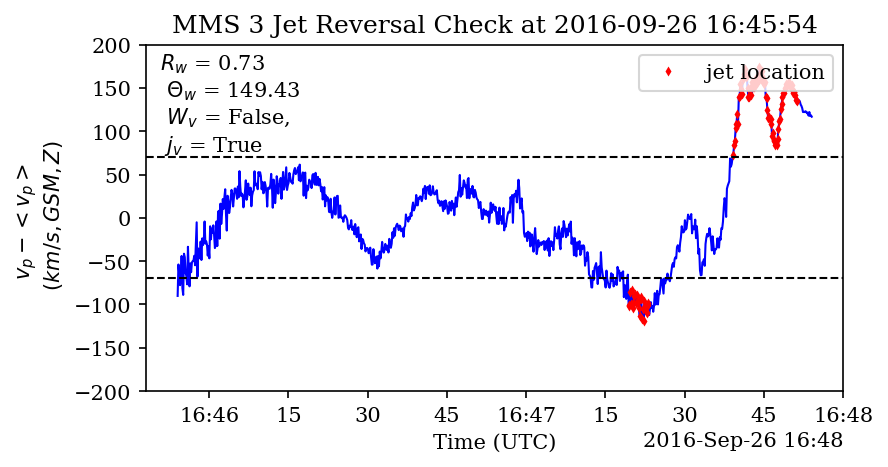 MMS 3 Jet Reversal Check at 2016-09-26 16:45:54
R_w = 0.73
Θ_w = 149.43
W_v = False,
j_v = True
jet location
v_p − < v_p >
(km/s, GSM, Z)
200
150
100
50
0
−50
−100
−150
−200
16:46 15 30 45 16:47 15 30 45 16:48
Time (UTC)
2016-Sep-26 16:48